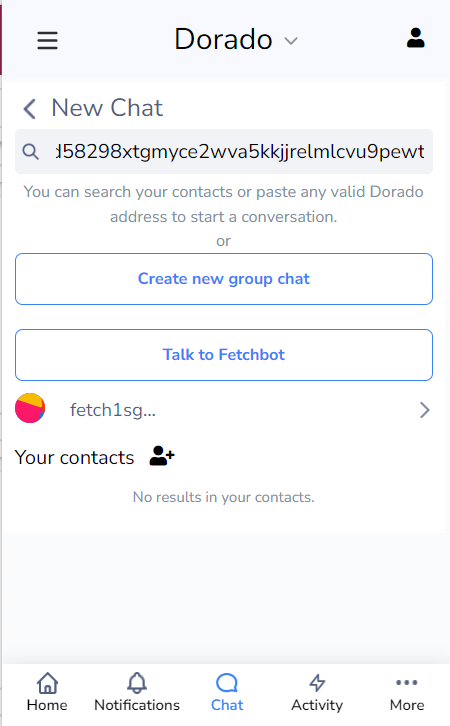 Dorado
New Chat
d58298xtgmyce2wva5kkjjrelmlcvu9pewt
You can search your contacts or paste any valid Dorado
address to start a conversation.
or
Create new group chat
Talk to Fetchbot
fetch1sg...
Your contacts
No results in your contacts.
Home Notifications Chat Activity More